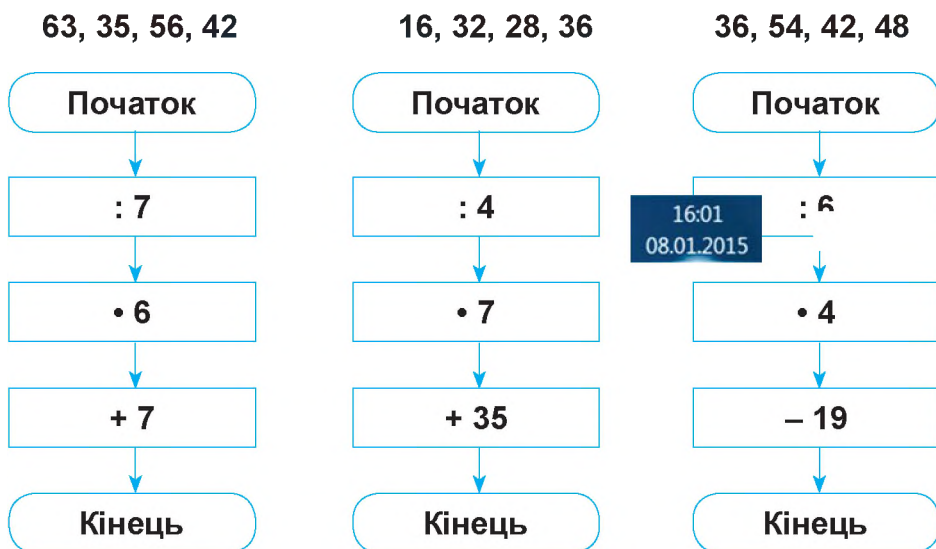 63, 35, 56, 42
Початок
: 7
• 6
+ 7
Кінець
16, 32, 28, 36
Початок
: 4
• 7
+ 35
Кінець
36, 54, 42, 48
Початок
: 6
• 4
– 19
Кінець
16:01
08.01.2015